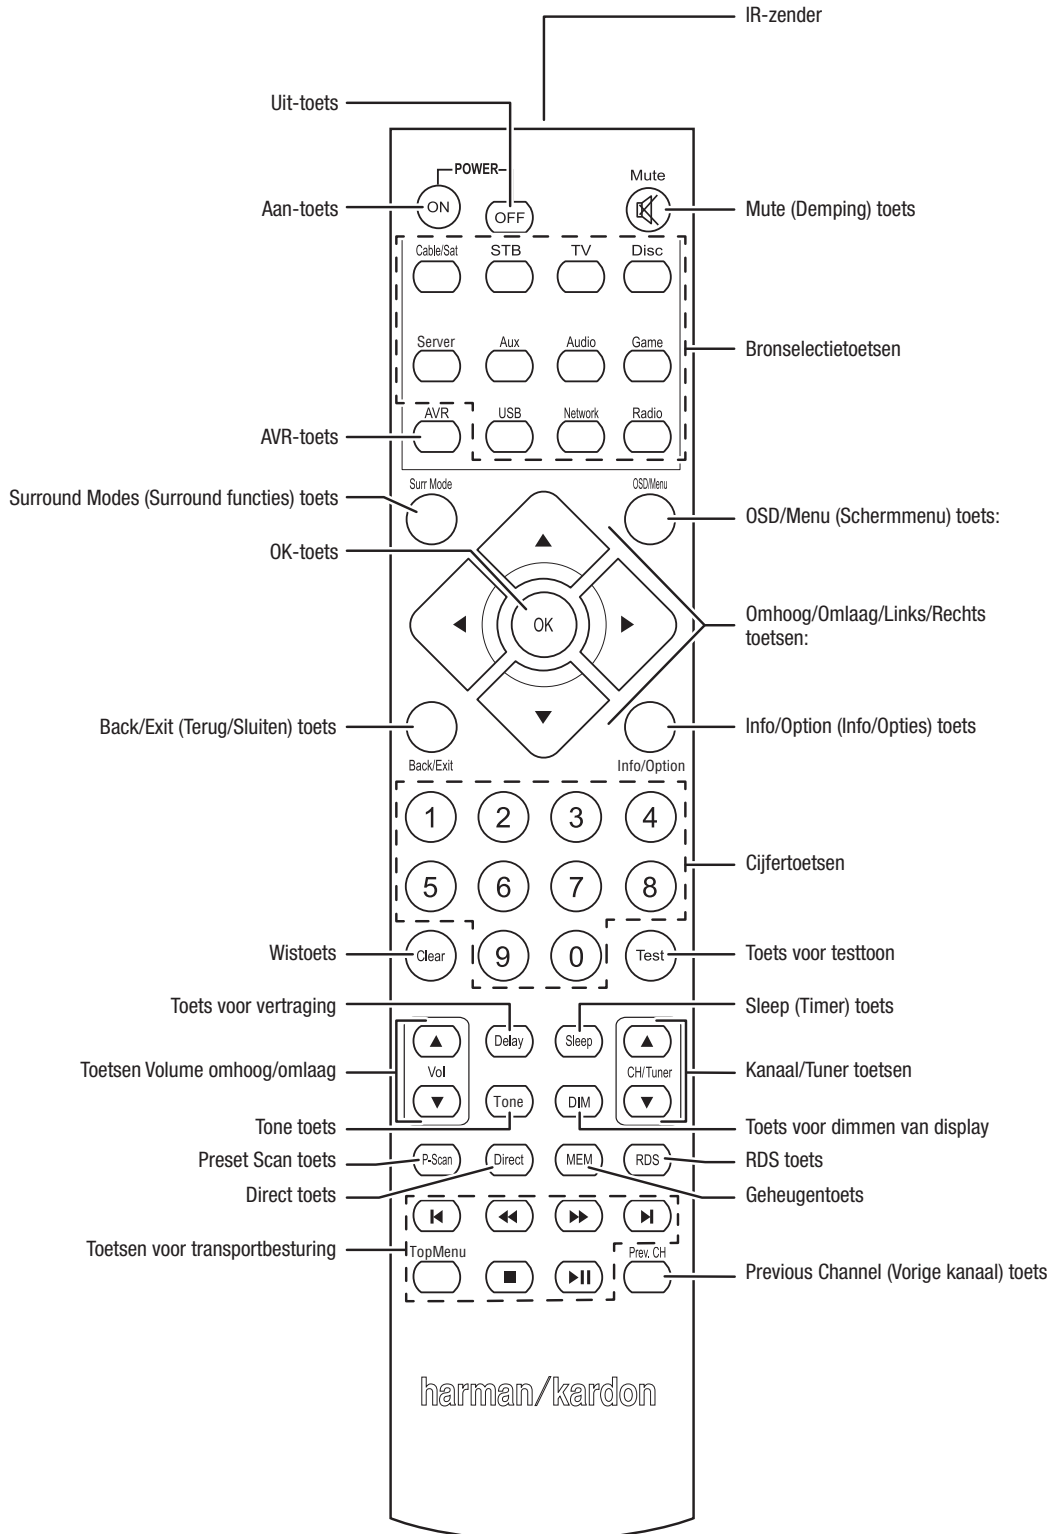 IR-zender
Uit-toets
POWER
Mute
Aan-toets
ON
OFF
Mute (Demping) toets
Cable/Sat STB TV Disc
Server Aux Audio Game
Bronselectietoetsen
AVR USB Network Radio
AVR-toets
Surr Mode OSD/Menu
Surround Modes (Surround functies) toets
OSD/Menu (Schermmenu) toets:
OK-toets
OK
Omhoog/Omlaag/Links/Rechts
toetsen:
Back/Exit (Terug/Sluiten) toets
Info/Option (Info/Opties) toets
Back/Exit Info/Option
1 2 3 4
Cijfertoetsen
5 6 7 8
Wistoets
Clear 9 0 Test
Toets voor testtoon
Toets voor vertraging
Sleep (Timer) toets
Delay Sleep
Toetsen Volume omhoog/omlaag
Vol CH/Tuner
Kanaal/Tuner toetsen
Tone DIM
Tone toets
Toets voor dimmen van display
Preset Scan toets
P-Scan Direct MEM RDS
RDS toets
Direct toets
Geheugentoets
Toetsen voor transportbesturing
TopMenu Prev. CH
Previous Channel (Vorige kanaal) toets
harman/kardon